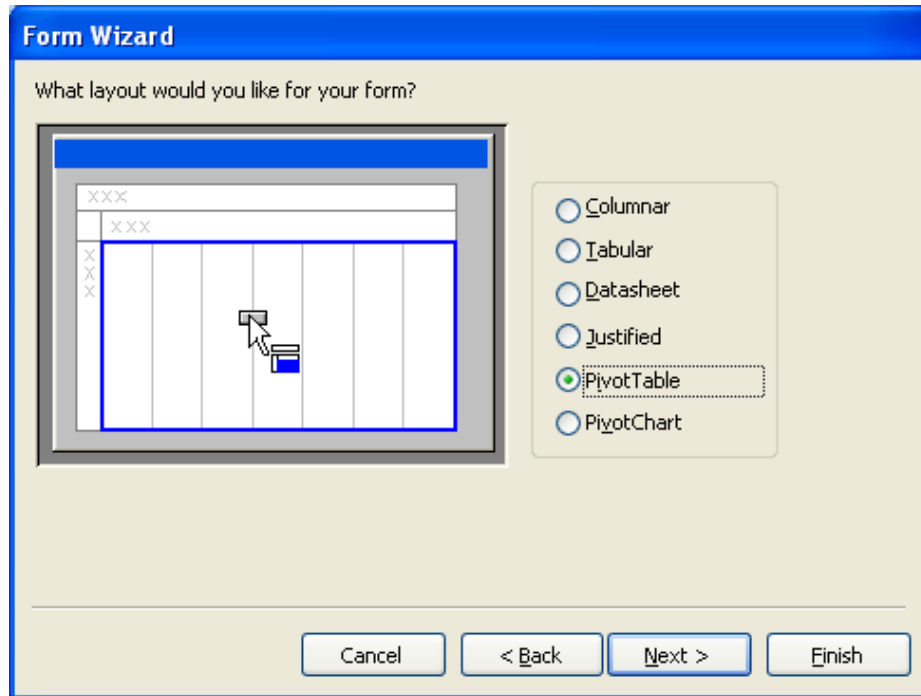 Form Wizard
What layout would you like for your form?
XXX
XXX
X
X
X
Columnar
Tabular
Datasheet
Justified
PivotTable
PivotChart
Cancel
< Back
Next >
Finish